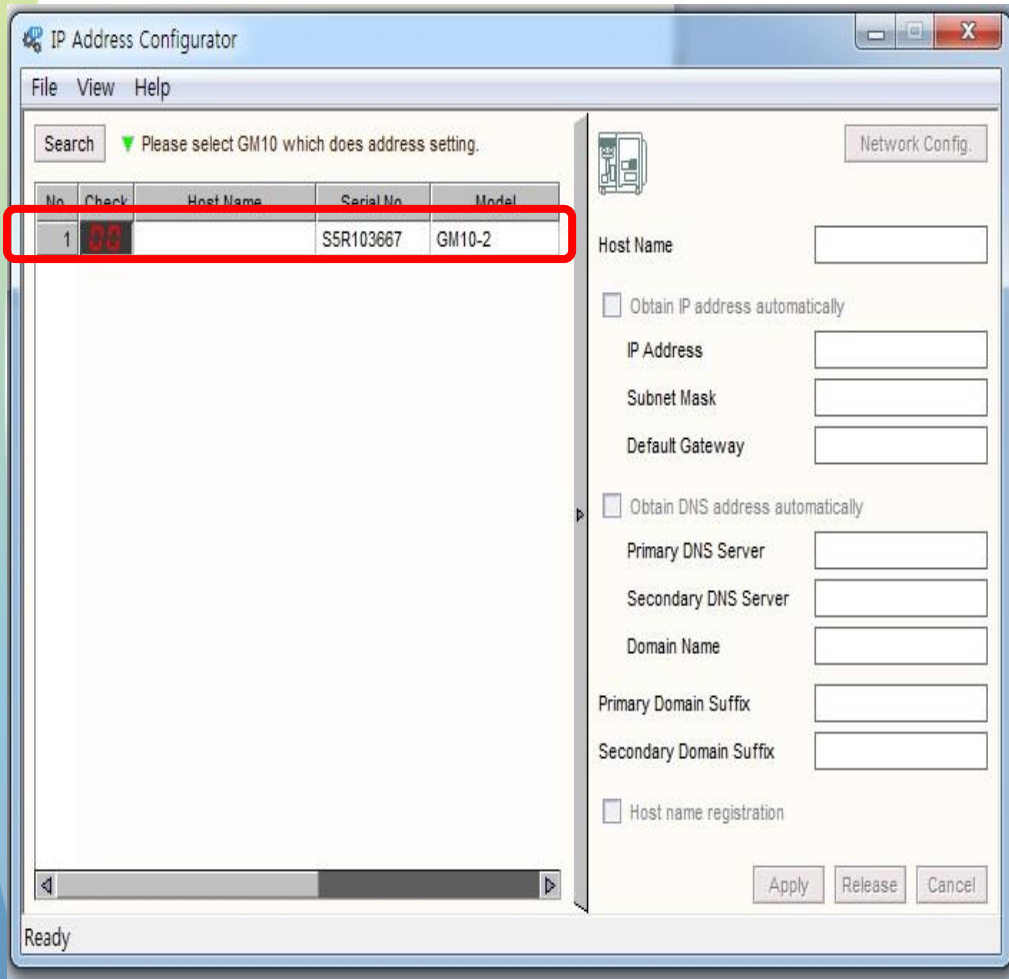 IP Address Configurator
X
File View Help
Search Please select GM10 which does address setting.
Network Config.
No. Check Host Name Serial No. Model
1 00 S5R103667 GM10-2
Host Name
Obtain IP address automatically
IP Address
Subnet Mask
Default Gateway
Obtain DNS address automatically
Primary DNS Server
Secondary DNS Server
Domain Name
Primary Domain Suffix
Secondary Domain Suffix
Host name registration
Apply Release Cancel
Ready